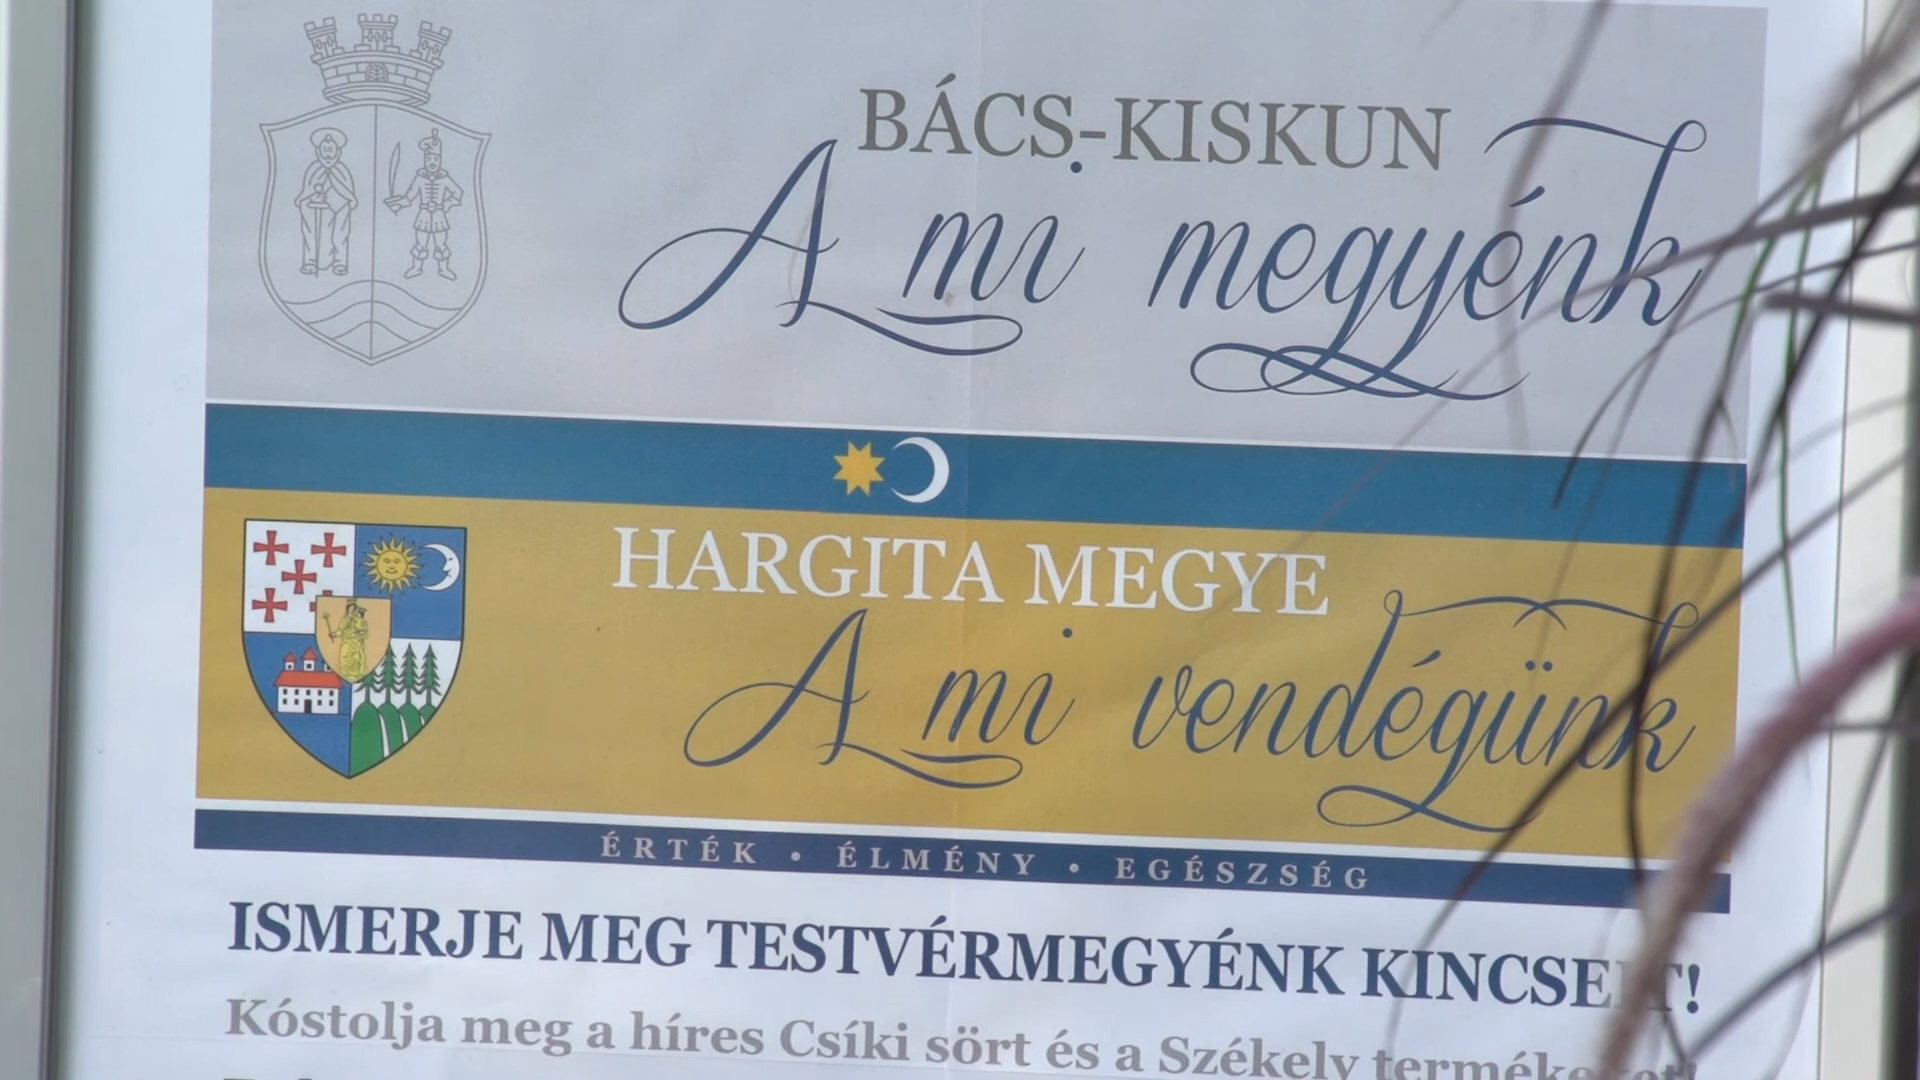 BÁCS-KISKUN
A mi megyénk
HARGITA MEGYE
A mi vendégünk
ÉRTÉK • ÉLMÉNY • EGÉSZSÉG
ISMERJE MEG TESTVÉRMEGYÉNK KINCSEIT!
Kóstolja meg a híres Csíki sört és a Székely termékeket!